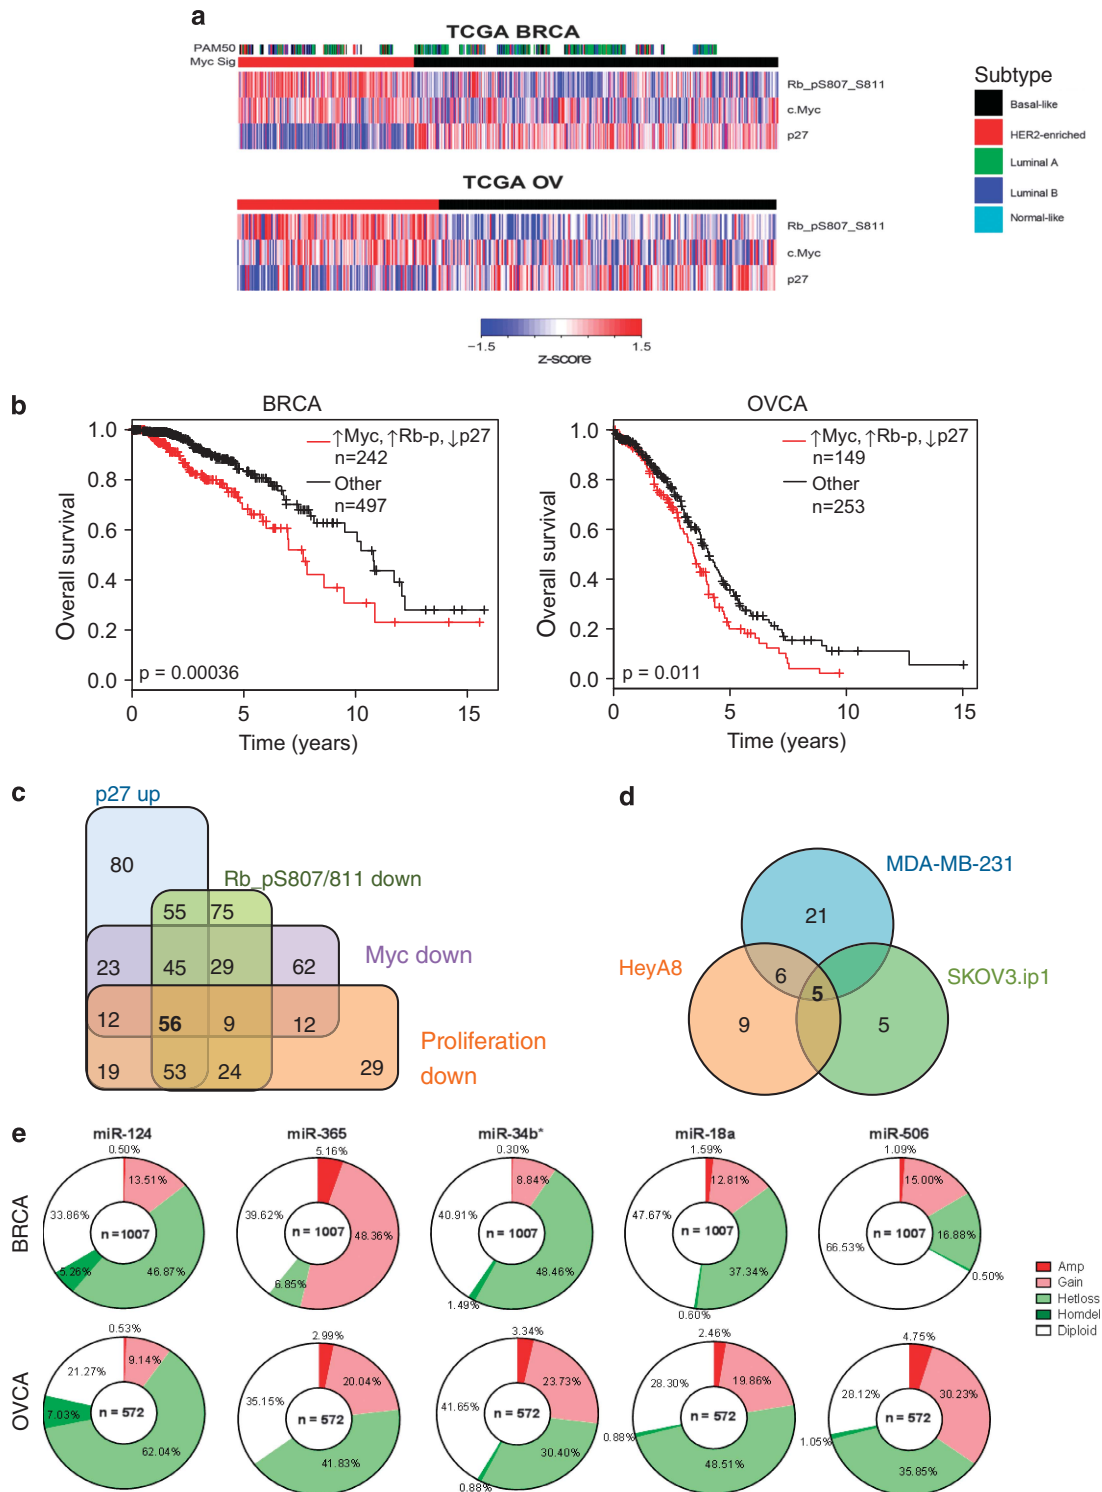 a
TCGA BRCA
PAM50
Myc Sig
Rb_pS807_S811
c.Myc
p27
TCGA OV
Rb_pS807_S811
c.Myc
p27
−1.5
1.5
z-score
Subtype
Basal-like
HER2-enriched
Luminal A
Luminal B
Normal-like
b
BRCA
1.0
0.8
0.6
0.4
0.2
0.0
Overall survival
↑Myc, ↑Rb-p, ↓p27
n=242
Other
n=497
p = 0.00036
0
5
10
15
Time (years)
OVCA
1.0
0.8
0.6
0.4
0.2
0.0
Overall survival
↑Myc, ↑Rb-p, ↓p27
n=149
Other
n=253
p = 0.011
0
5
10
15
Time (years)
c
p27 up
80
Rb_pS807/811 down
55 75
Myc down
23 45 29 62
12 56 9 12
Proliferation
down
19 53 24 29
d
MDA-MB-231
21
HeyA8
SKOV3.ip1
6
5
9
5
e
BRCA
miR-124
0.50%
13.51%
33.86%
n =1007
5.26%
46.87%
miR-365
5.16%
39.62%
n = 1007
48.36%
6.85%
miR-34b*
0.30%
8.84%
40.91%
n = 1007
48.46%
1.49%
miR-18a
1.59%
12.81%
47.67%
n = 1007
37.34%
0.60%
miR-506
1.09%
15.00%
n = 1007
16.88%
66.53%
0.50%
Amp
Gain
Hetloss
Homdel
Diploid
OVCA
0.53%
9.14%
21.27%
7.03%
n = 572
62.04%
2.99%
20.04%
35.15%
n = 572
41.83%
3.34%
23.73%
41.65%
n = 572
30.40%
0.88%
2.46%
19.86%
28.30%
n = 572
0.88%
48.51%
4.75%
30.23%
28.12%
n = 572
1.05%
35.85%